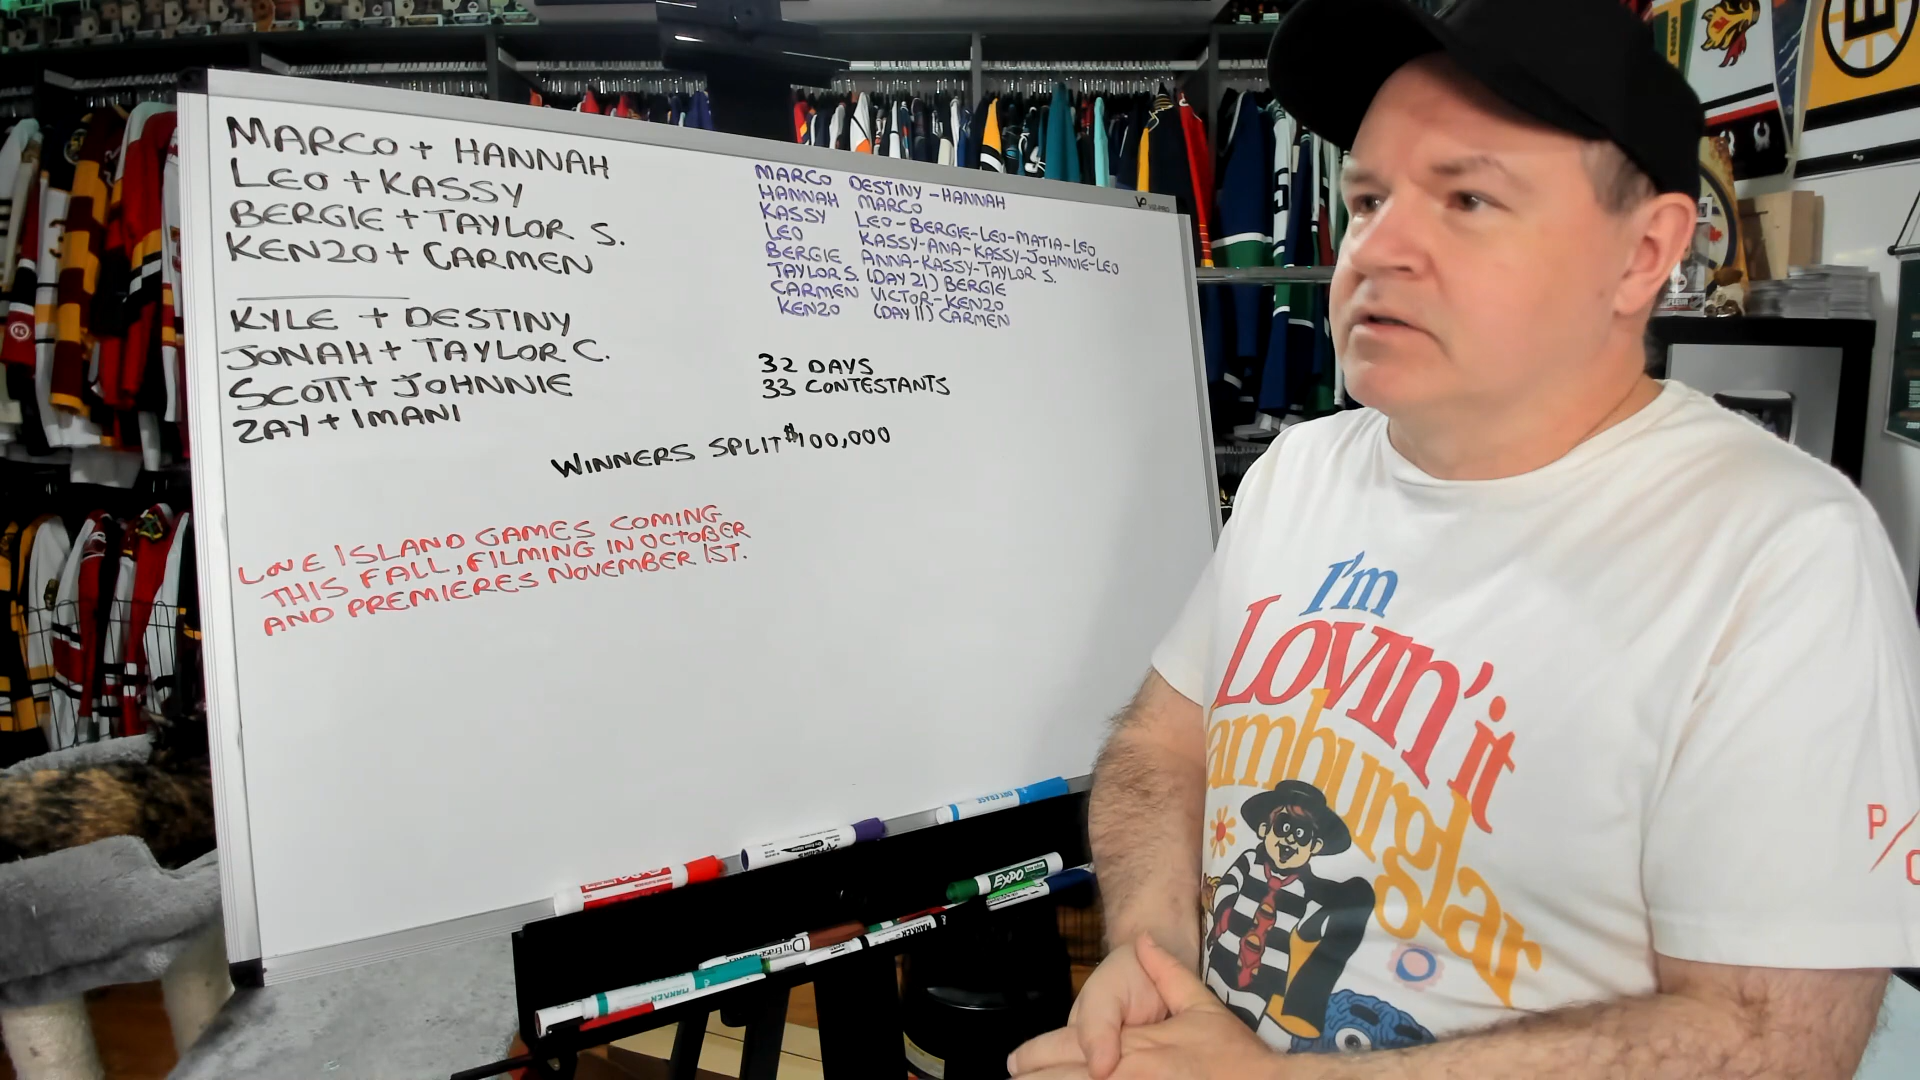 MARCO + HANNAH
LEO + KASSY
BERGIE + TAYLOR S.
KENZO + CARMEN
KYLE + DESTINY
JONAH + TAYLOR C.
SCOTT + JOHNNIE
ZAY + IMANI
MARCO DESTINY - HANNAH
HANNAH MARCO
KASSY LEO - BERGIE - LEO - MATIA - LEO
LEO KASSY - ANA - KASSY - JOHNNIE - LEO
BERGIE ANNA - KASSY - TAYLOR S.
TAYLOR S. (DAY 21) BERGIE
CARMEN VICTOR - KENZO
KENZO (DAY 11) CARMEN
32 DAYS
33 CONTESTANTS
WINNERS SPLIT $100,000
LOVE ISLAND GAMES COMING
THIS FALL, FILMING IN OCTOBER
AND PREMIERES NOVEMBER 1ST.
I'm
Lovin' it
amburglar
P/
EXPO
MARKER